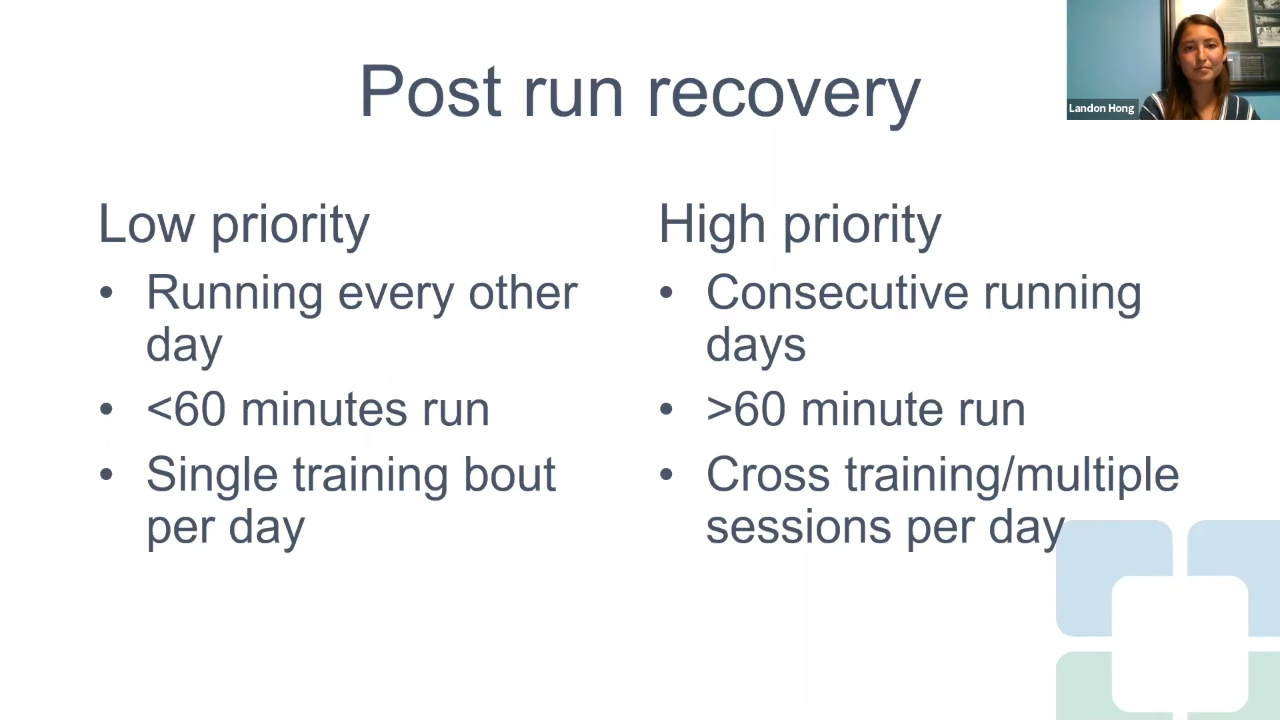 Post run recovery
Landon Hong
Low priority
• Running every other
day
• <60 minutes run
• Single training bout
per day
High priority
• Consecutive running
days
• >60 minute run
• Cross training/multiple
sessions per day